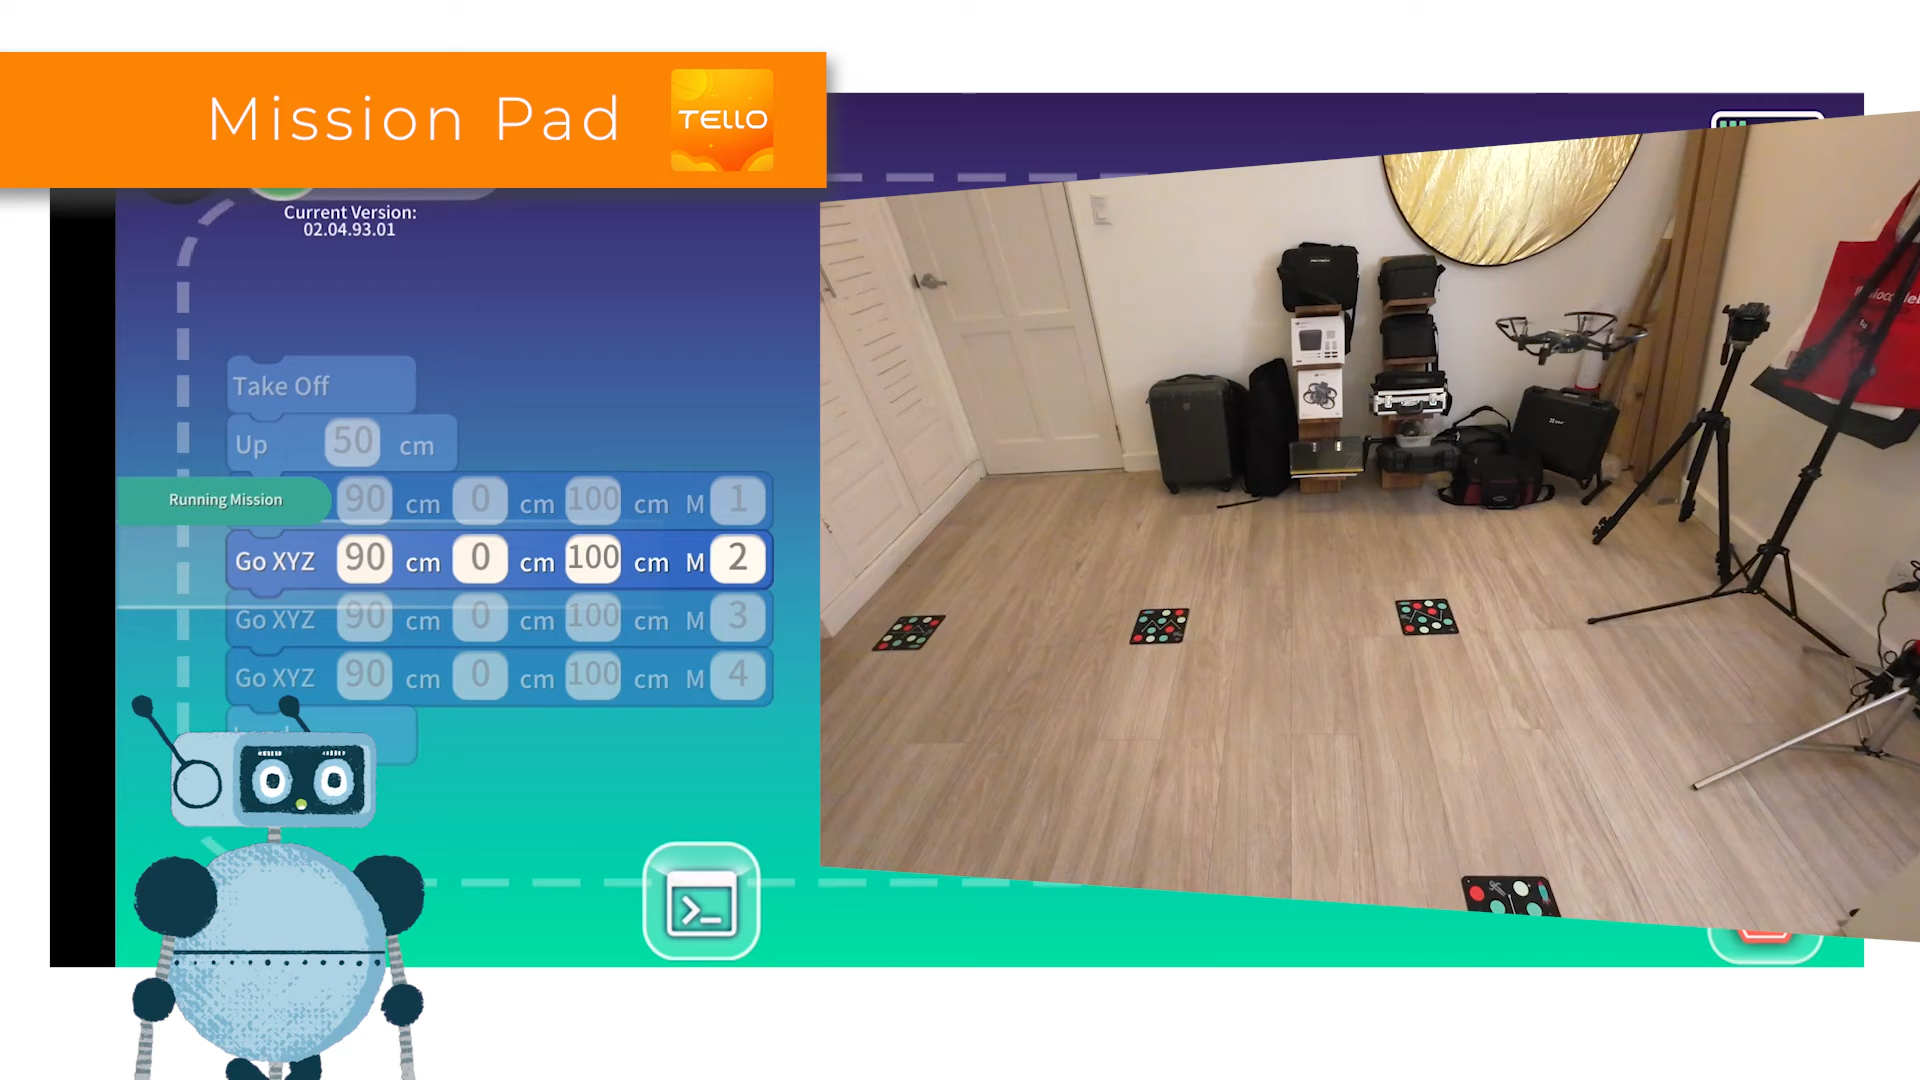 Mission Pad
TELLO
Current Version:
02.04.93.01
Take Off
Up 50 cm
Running Mission
90 cm 0 cm 100 cm M 1
Go XYZ 90 cm 0 cm 100 cm M 2
Go XYZ 90 cm 0 cm 100 cm M 3
Go XYZ 90 cm 0 cm 100 cm M 4